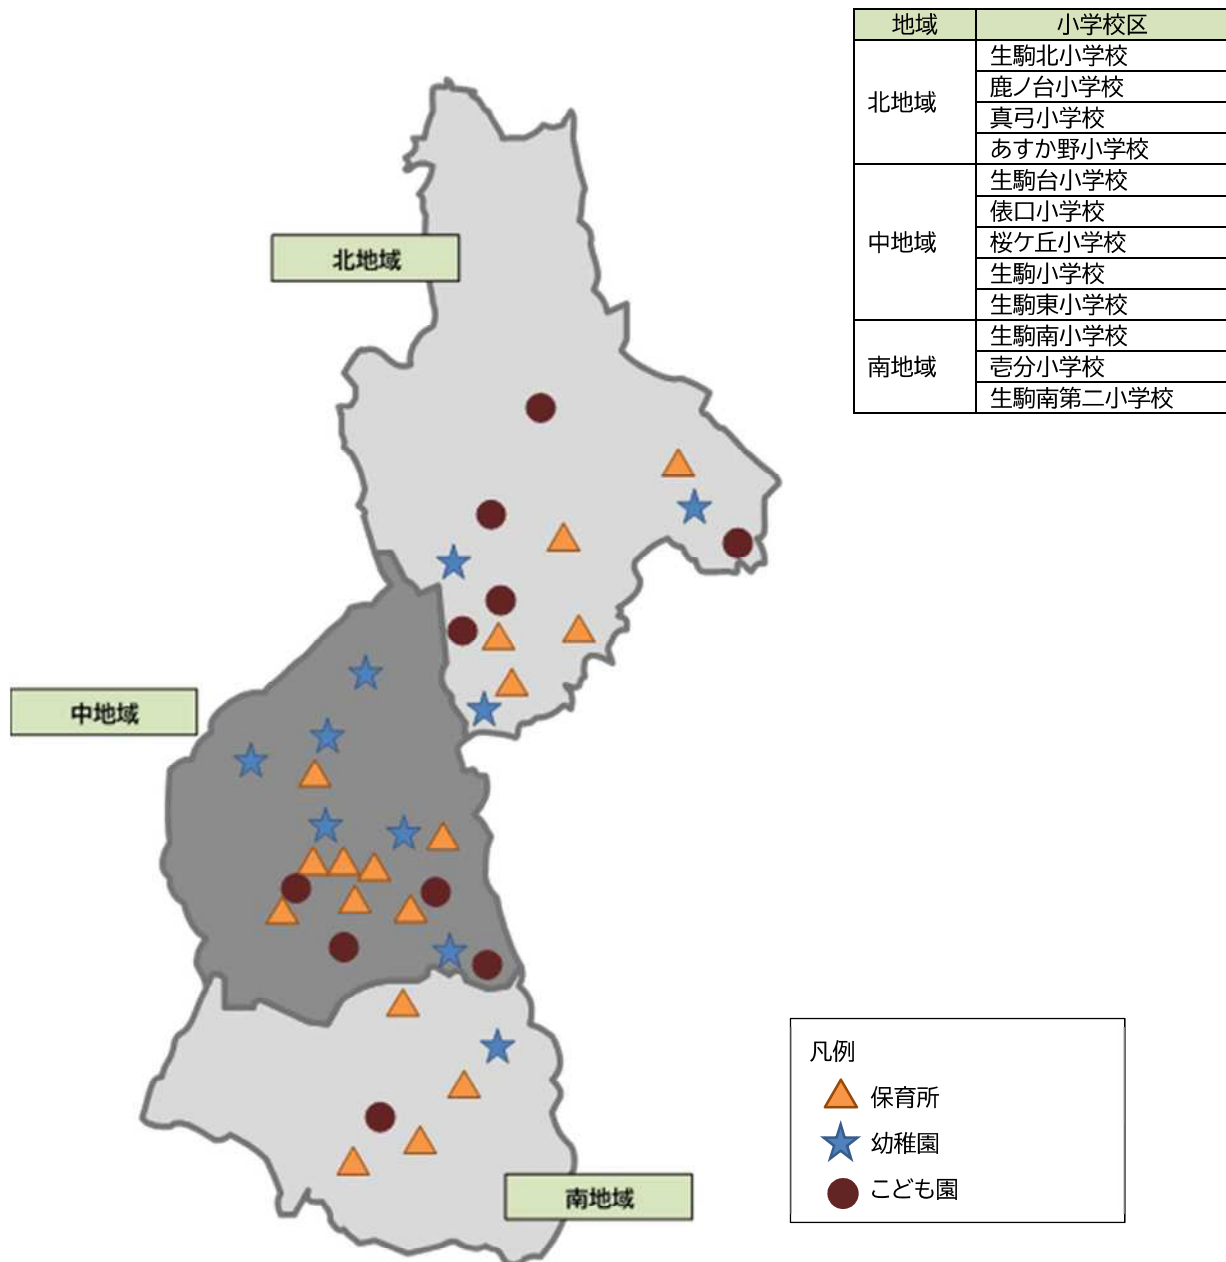 地域 小学校区
北地域
生駒北小学校
鹿ノ台小学校
真弓小学校
あすか野小学校
中地域
生駒台小学校
俵口小学校
桜ケ丘小学校
生駒小学校
生駒東小学校
南地域
生駒南小学校
壱分小学校
生駒南第二小学校
北地域
中地域
南地域
凡例
保育所
幼稚園
こども園